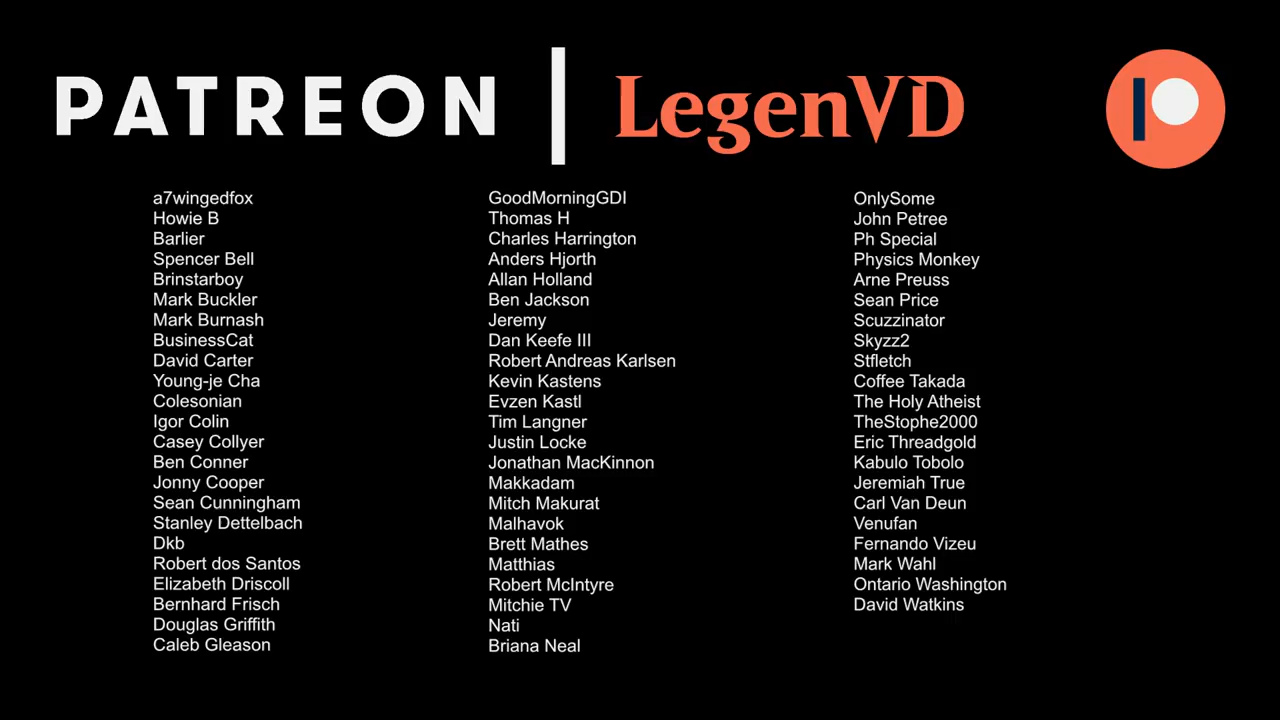 PATREON | LegenVD
a7wingedfox
Howie B
Barlier
Spencer Bell
Brinstarboy
Mark Buckler
Mark Burnash
BusinessCat
David Carter
Young-je Cha
Colesonian
Igor Colin
Casey Collyer
Ben Conner
Jonny Cooper
Sean Cunningham
Stanley Dettelbach
Dkb
Robert dos Santos
Elizabeth Driscoll
Bernhard Frisch
Douglas Griffith
Caleb Gleason
GoodMorningGDI
Thomas H
Charles Harrington
Anders Hjorth
Allan Holland
Ben Jackson
Jeremy
Dan Keefe III
Robert Andreas Karlsen
Kevin Kastens
Evzen Kastl
Tim Langner
Justin Locke
Jonathan MacKinnon
Makkadam
Mitch Makurat
Malhavok
Brett Mathes
Matthias
Robert McIntyre
Mitchie TV
Nati
Briana Neal
OnlySome
John Petree
Ph Special
Physics Monkey
Arne Preuss
Sean Price
Scuzzinator
Skyzz2
Stfletch
Coffee Takada
The Holy Atheist
TheStophe2000
Eric Threadgold
Kabulo Tobolo
Jeremiah True
Carl Van Deun
Venufan
Fernando Vizeu
Mark Wahl
Ontario Washington
David Watkins